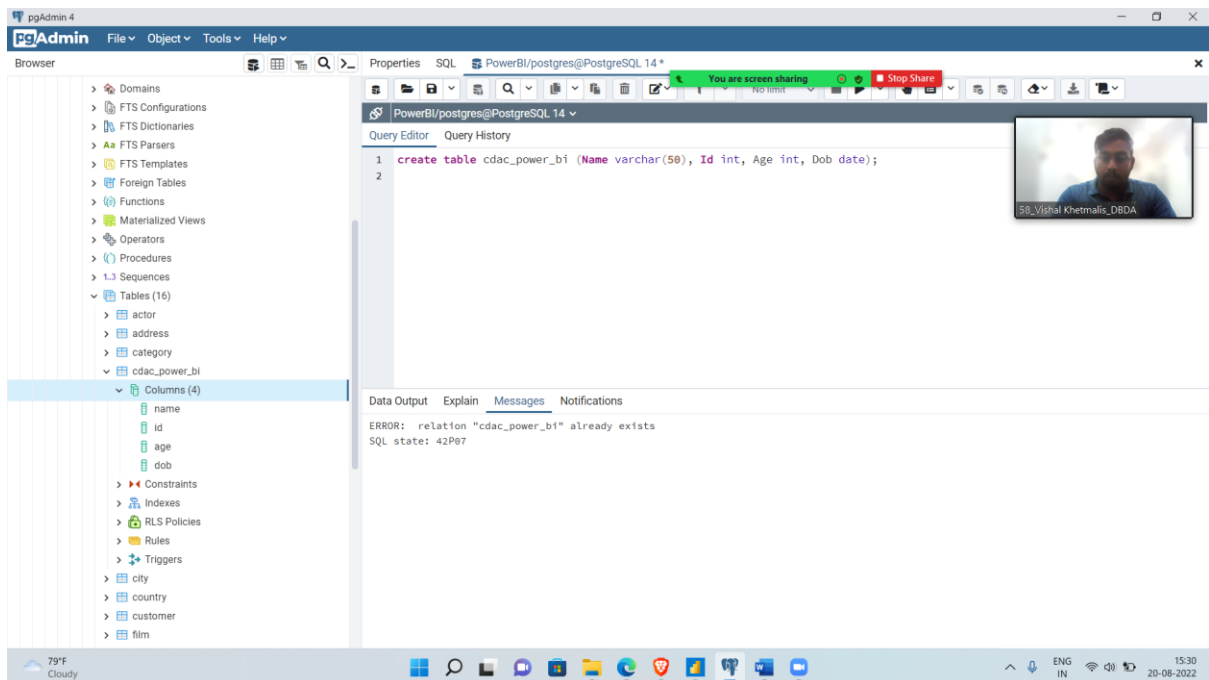 pgAdmin 4
pgAdmin File Object Tools Help
Browser
Properties SQL PowerBI/postgres@PostgreSQL 14 *
You are screen sharing Stop Share
No limit
PowerBI/postgres@PostgreSQL 14
Query Editor Query History
1 create table cdac_power_bi (Name varchar(50), Id int, Age int, Dob date);
2
58_Vishal Khetmalis_DBDA
Domains
FTS Configurations
FTS Dictionaries
Aa FTS Parsers
FTS Templates
Foreign Tables
Functions
Materialized Views
Operators
Procedures
1..3 Sequences
Tables (16)
actor
address
category
cdac_power_bi
Columns (4)
name
id
age
dob
Constraints
Indexes
RLS Policies
Rules
Triggers
city
country
customer
film
Data Output Explain Messages Notifications
ERROR: relation "cdac_power_bi" already exists
SQL state: 42P07
79°F
Cloudy
ENG
IN
15:30
20-08-2022